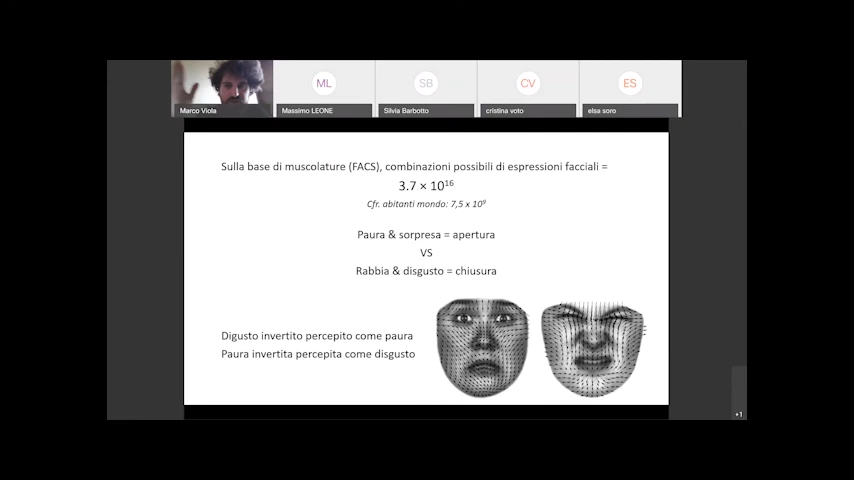 ML
SB
CV
ES
Marco Viola
Massimo LEONE
Silvia Barbotto
cristina voto
elsa soro
Sulla base di muscolature (FACS), combinazioni possibili di espressioni facciali =
3.7 × 10¹⁶
Cfr. abitanti mondo: 7,5 x 10⁹
Paura & sorpresa = apertura
VS
Rabbia & disgusto = chiusura
Digusto invertito percepito come paura
Paura invertita percepita come disgusto
+1